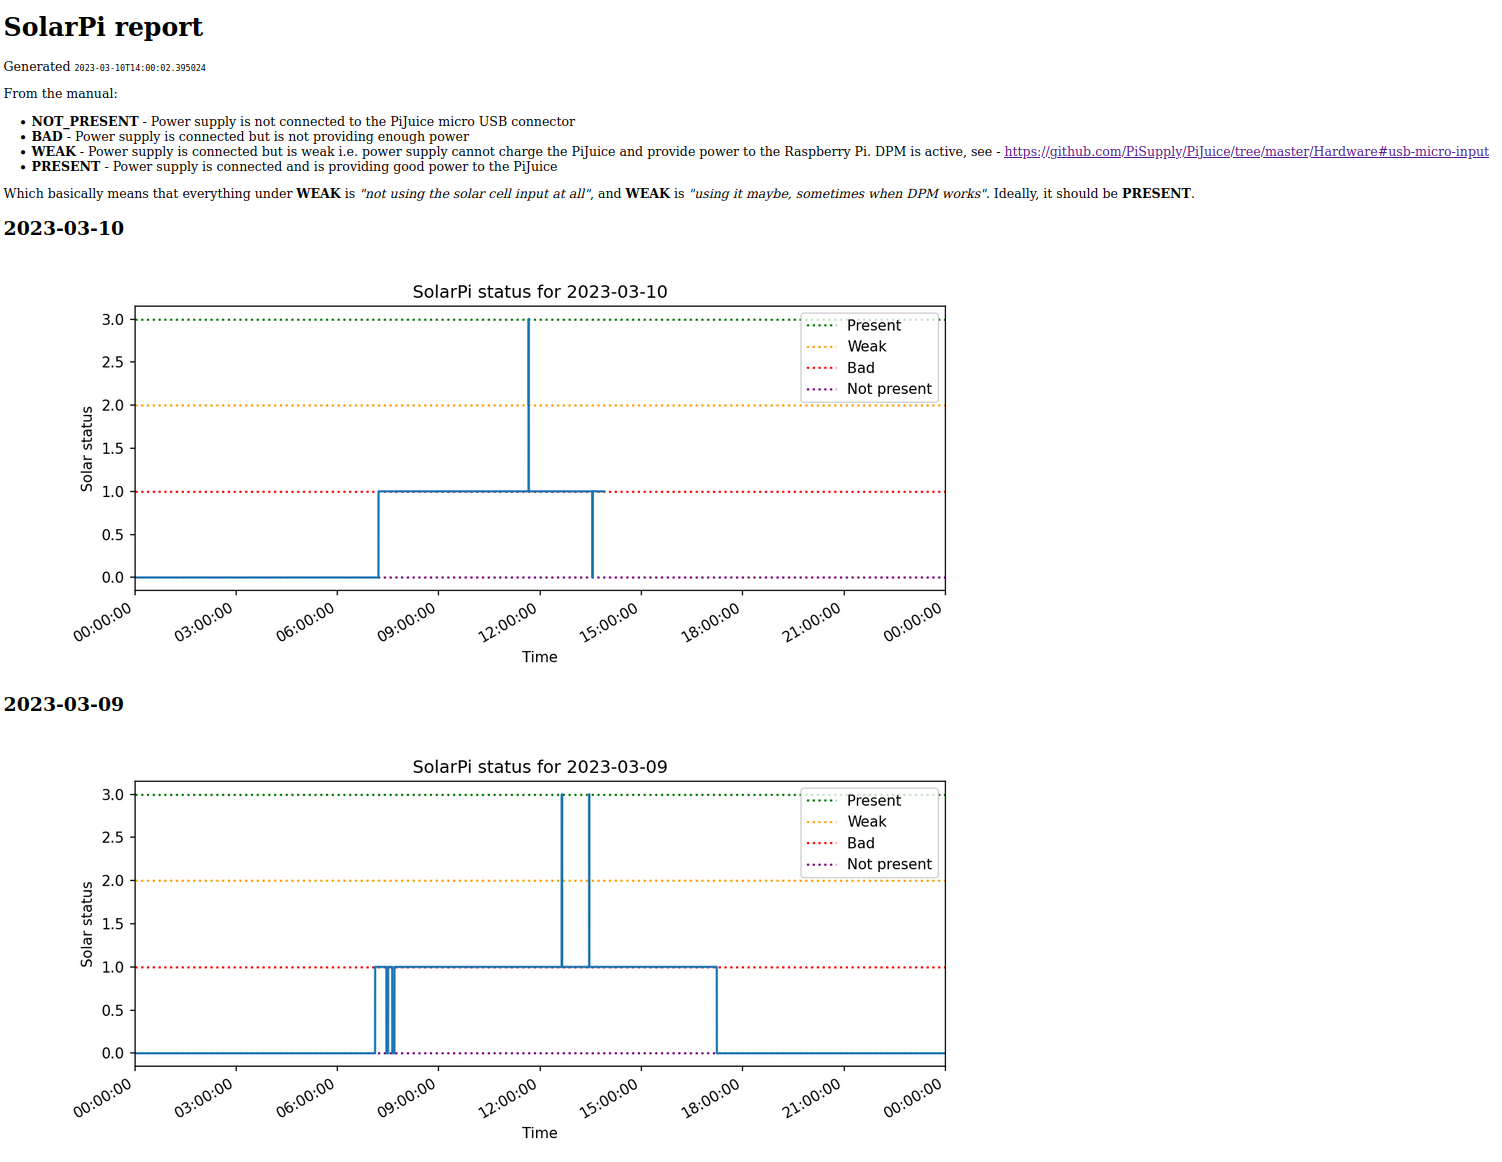 SolarPi report
Generated 2023-03-10T14:00:02.395024
From the manual:
• NOT_PRESENT - Power supply is not connected to the PiJuice micro USB connector
• BAD - Power supply is connected but is not providing enough power
• WEAK - Power supply is connected but is weak i.e. power supply cannot charge the PiJuice and provide power to the Raspberry Pi. DPM is active, see - https://github.com/PiSupply/PiJuice/tree/master/Hardware#usb-micro-input
• PRESENT - Power supply is connected and is providing good power to the PiJuice
Which basically means that everything under WEAK is "not using the solar cell input at all", and WEAK is "using it maybe, sometimes when DPM works". Ideally, it should be PRESENT.
2023-03-10
SolarPi status for 2023-03-10
3.0
2.5
2.0
1.5
1.0
0.5
0.0
Solar status
Present
Weak
Bad
Not present
00:00:00
03:00:00
06:00:00
09:00:00
12:00:00
15:00:00
18:00:00
21:00:00
00:00:00
Time
2023-03-09
SolarPi status for 2023-03-09
3.0
2.5
2.0
1.5
1.0
0.5
0.0
Solar status
Present
Weak
Bad
Not present
00:00:00
03:00:00
06:00:00
09:00:00
12:00:00
15:00:00
18:00:00
21:00:00
00:00:00
Time